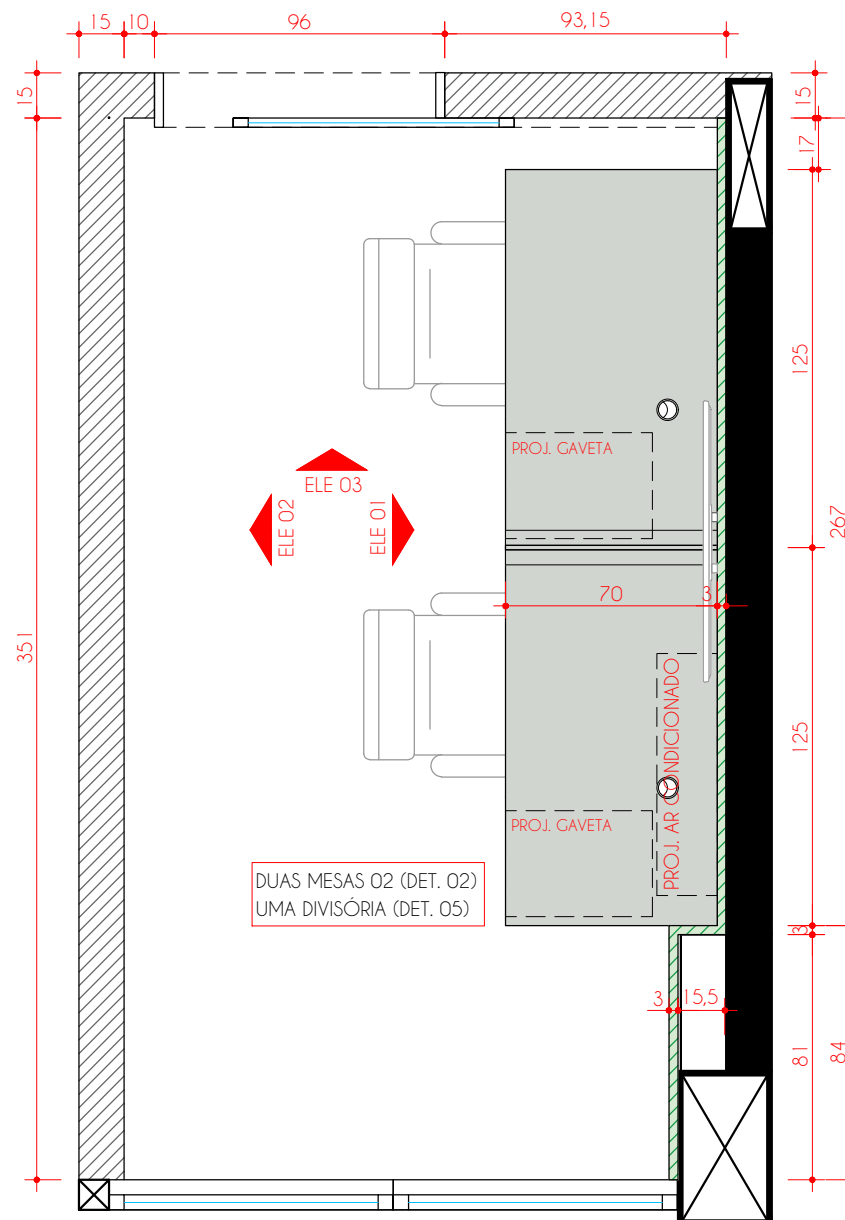 15 10 96 93,15
15
15
17
125
PROJ. GAVETA
ELE 03
ELE 02
ELE 01
267
70 3
351
PROJ. AR CONDICIONADO
125
PROJ. GAVETA
DUAS MESAS 02 (DET. 02)
UMA DIVISÓRIA (DET. 05)
3
3 15,5
81
84